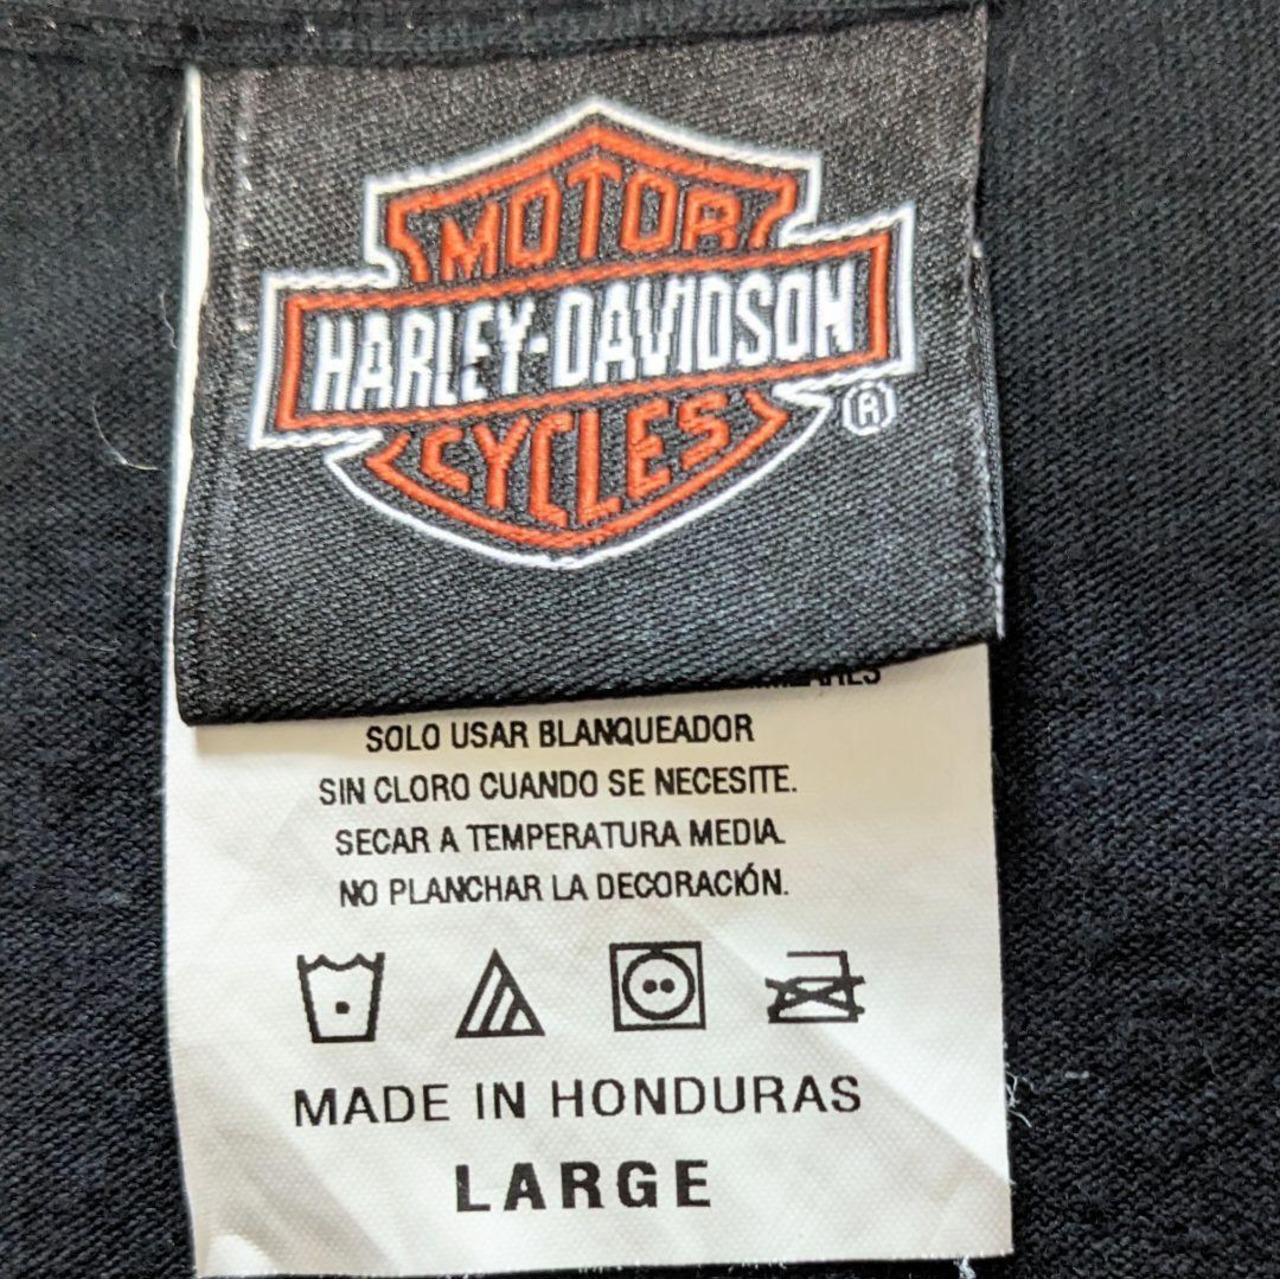 MOTOR
HARLEY-DAVIDSON
CYCLES
®
SOLO USAR BLANQUEADOR
SIN CLORO CUANDO SE NECESITE.
SECAR A TEMPERATURA MEDIA.
NO PLANCHAR LA DECORACIÓN.
MADE IN HONDURAS
LARGE